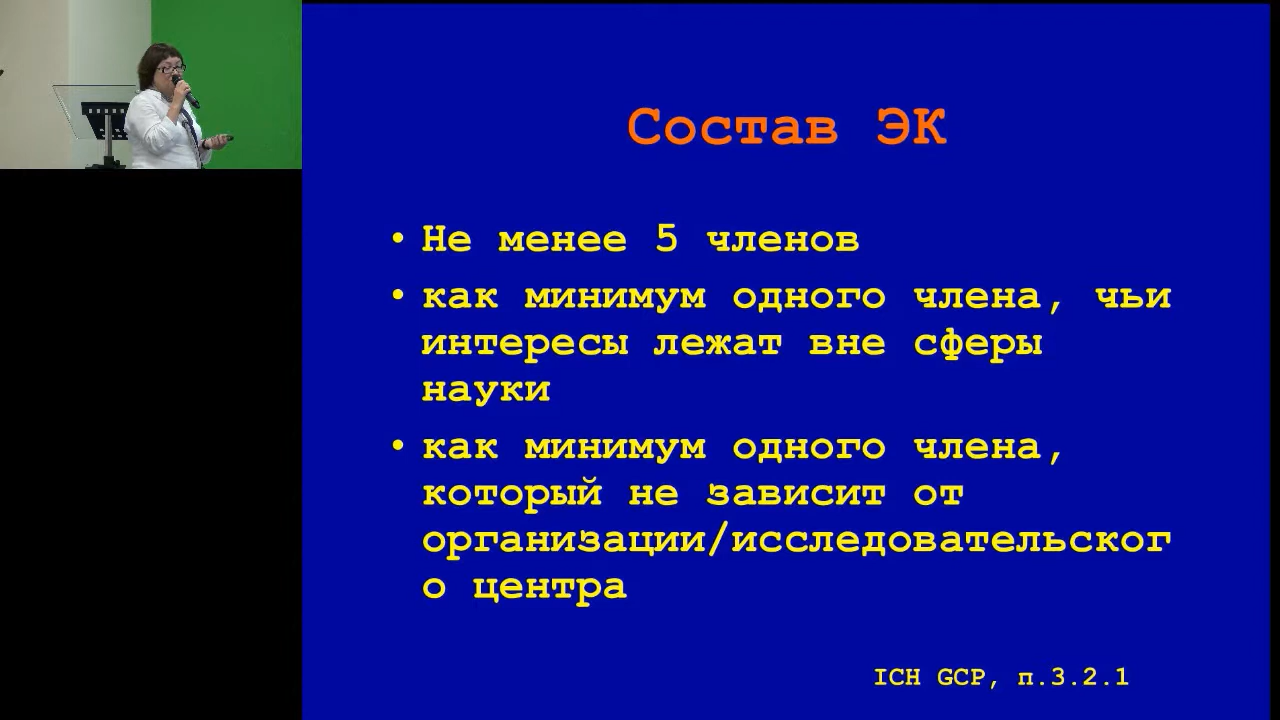 Состав ЭК
• Не менее 5 членов
• как минимум одного члена, чьи
интересы лежат вне сферы
науки
• как минимум одного члена,
который не зависит от
организации/исследовательског
о центра
ICH GCP, п.3.2.1